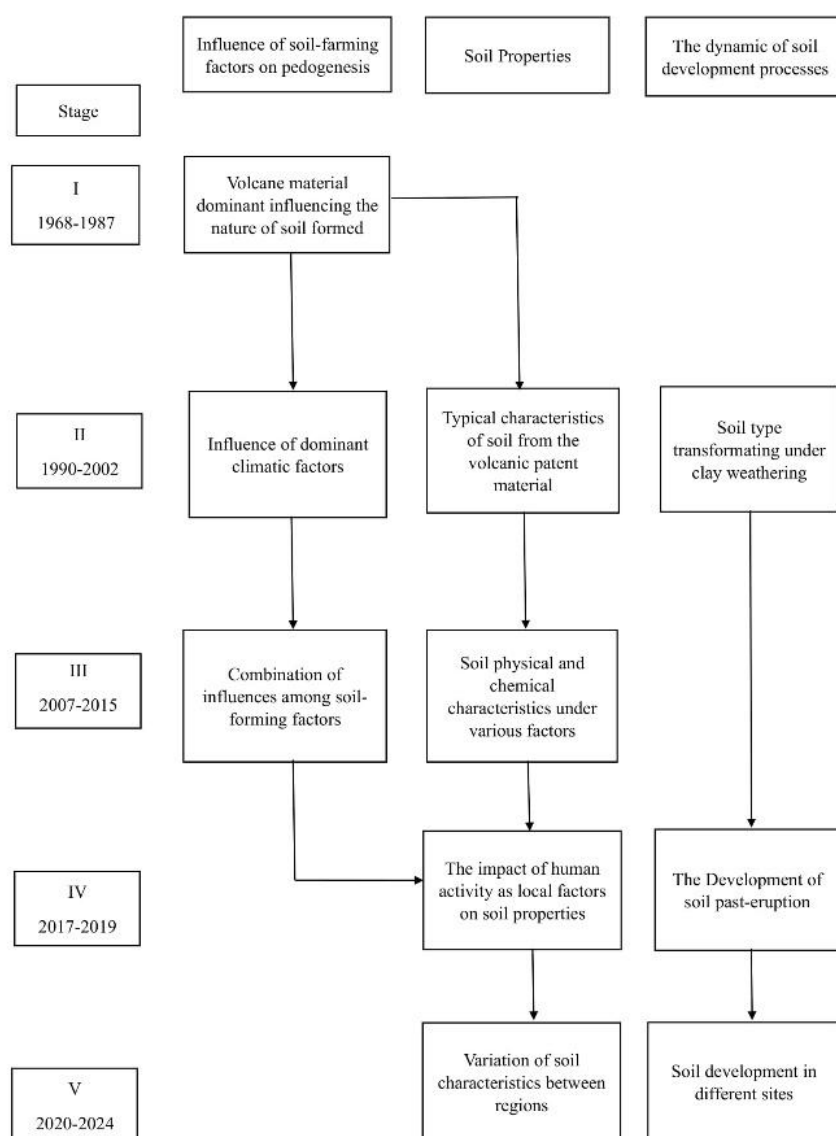 Influence of soil-farming
factors on pedogenesis
Soil Properties
The dynamic of soil
development processes
Stage
I
1968-1987
Volcane material
dominant influencing the
nature of soil formed
II
1990-2002
Influence of dominant
climatic factors
Typical characteristics
of soil from the
volcanic patent
material
Soil type
transformating under
clay weathering
III
2007-2015
Combination of
influences among soil-
forming factors
Soil physical and
chemical
characteristics under
various factors
IV
2017-2019
The impact of human
activity as local factors
on soil properties
The Development of
soil past-eruption
V
2020-2024
Variation of soil
characteristics between
regions
Soil development in
different sites